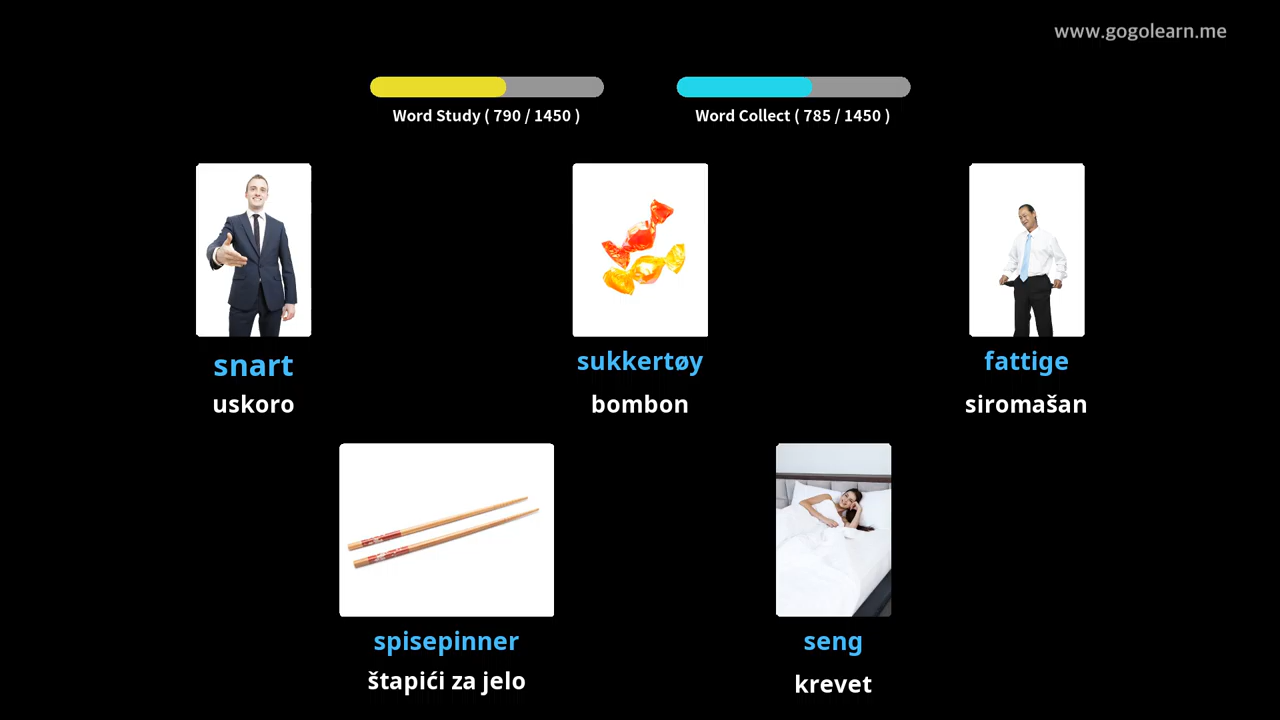 www.gogolearn.me
Word Study ( 790 / 1450 )
Word Collect ( 785 / 1450 )
snart
uskoro
sukkertøy
bombon
fattige
siromašan
spisepinner
štapići za jelo
seng
krevet